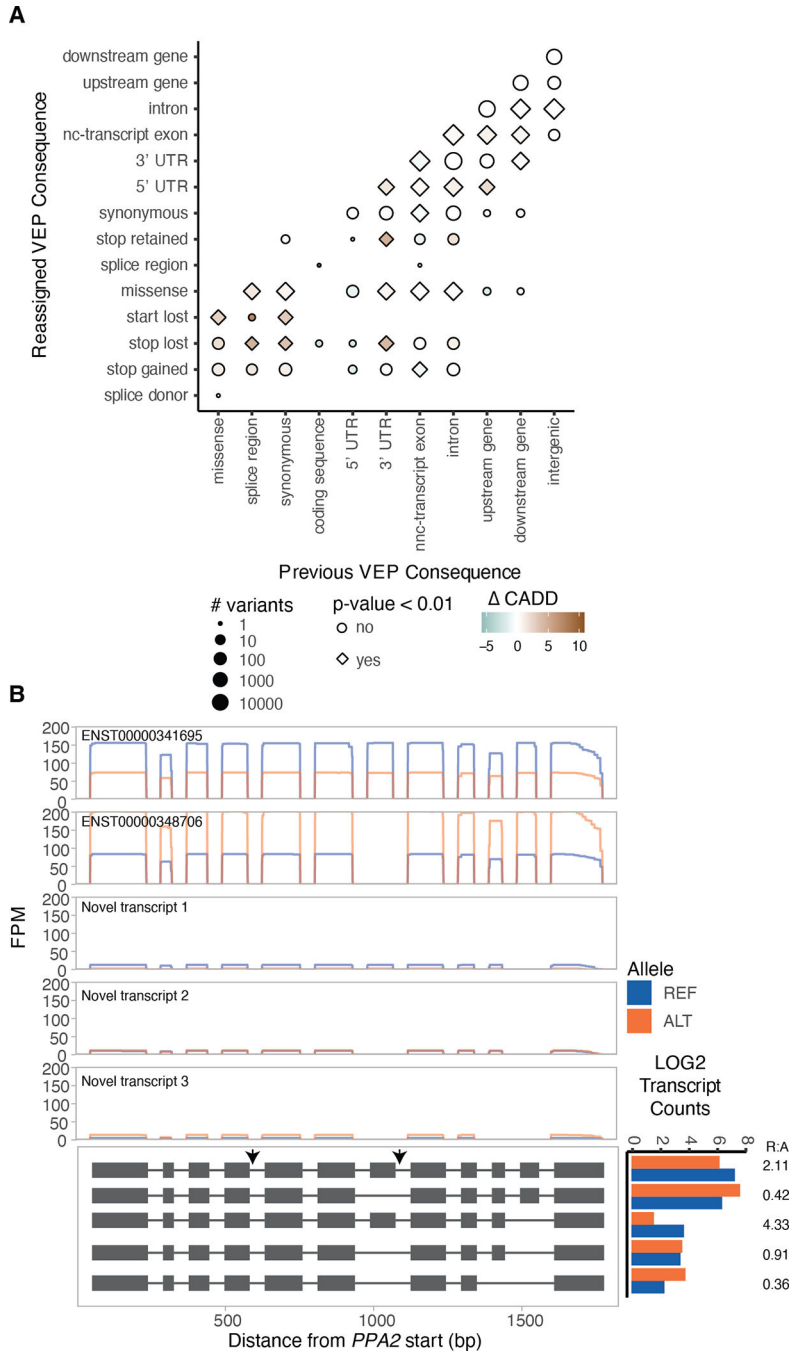 A
Reassigned VEP Consequence
downstream gene
upstream gene
intron
nc-transcript exon
3' UTR
5' UTR
synonymous
stop retained
splice region
missense
start lost
stop lost
stop gained
splice donor
missense
splice region
synonymous
coding sequence
5' UTR
3' UTR
nnc-transcript exon
intron
upstream gene
downstream gene
intergenic
Previous VEP Consequence
# variants
1
10
100
1000
10000
p-value < 0.01
no
yes
Δ CADD
−5 0 5 10
B
FPM
200
150
100
50
0
ENST00000341695
200
150
100
50
0
ENST00000348706
200
150
100
50
0
Novel transcript 1
200
150
100
50
0
Novel transcript 2
200
150
100
50
0
Novel transcript 3
Allele
REF
ALT
LOG2
Transcript
Counts
0 2 4 6 8
R:A
2.11
0.42
4.33
0.91
0.36
500 1000 1500
Distance from PPA2 start (bp)